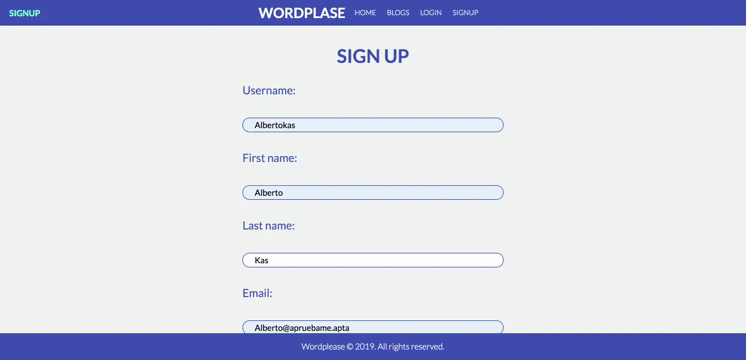 SIGNUP WORDPLASE HOME BLOGS LOGIN SIGNUP
SIGN UP
Username:
Albertokas
First name:
Alberto
Last name:
Kas
Email:
Alberto@apruebame.apta
Wordplease © 2019. All rights reserved.